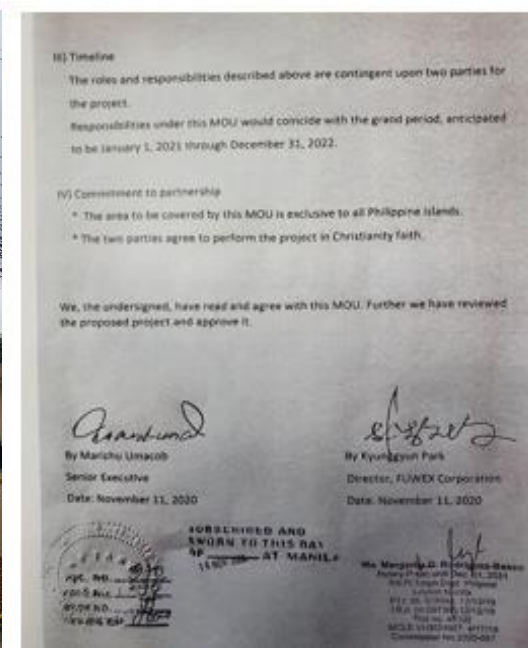 III) Timeline
The roles and responsibilities described above are contingent upon two parties for
the project.
Responsibilities under this MOU would coincide with the grand period, anticipated
to be January 1, 2021 through December 31, 2022.
IV) Commitment to partnership
* The area to be covered by this MOU is exclusive to all Philippine Islands.
* The two parties agree to perform the project in Christianity faith.
We, the undersigned, have read and agree with this MOU. Further we have reviewed
the proposed project and approve it.
By Marichu Umacob
Senior Executive
Date: November 11, 2020
By Kyunggyun Park
Director, FUWEX Corporation
Date: November 11, 2020
SUBSCRIBED AND
SWORN TO THIS DAY
OF AT MANILA